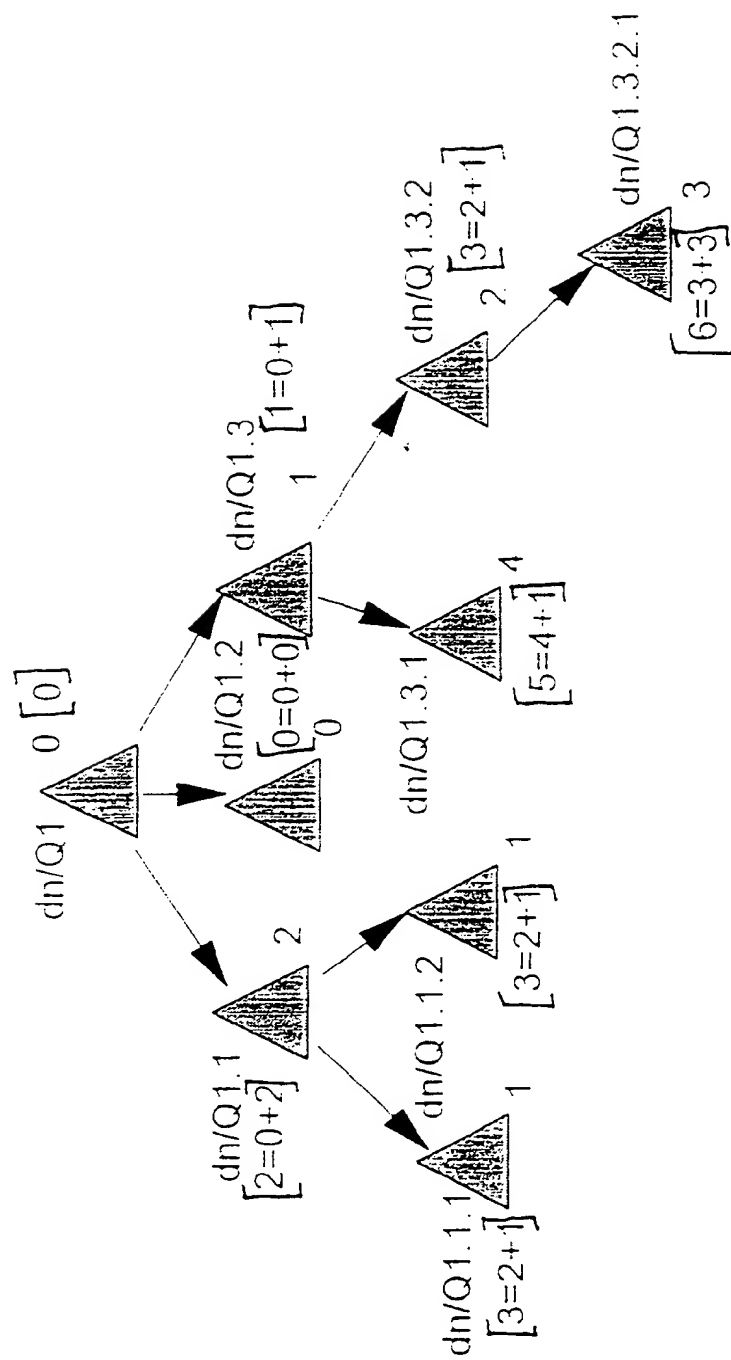 dn/Q1
0 [0]
dn/Q1.1
[2=0+2]
2
dn/Q1.2
[0=0+0]
0
dn/Q1.3
[1=0+1]
1
dn/Q1.1.1
[3=2+1]
1
dn/Q1.1.2
[3=2+1]
1
dn/Q1.3.1
[5=4+1]
4
dn/Q1.3.2
2 [3=2+1]
dn/Q1.3.2.1
[6=3+3]
3